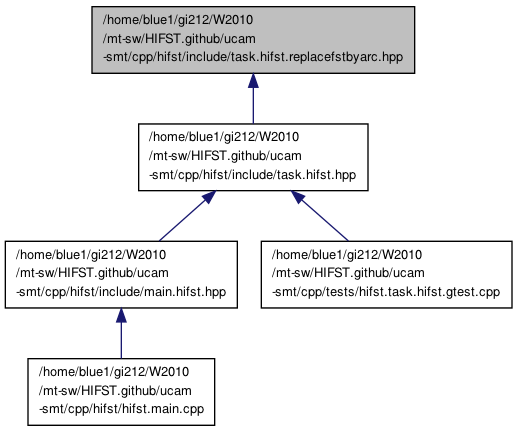 /home/blue1/gi212/W2010
/mt-sw/HIFST.github/ucam
-smt/cpp/hifst/include/task.hifst.replacefstbyarc.hpp
/home/blue1/gi212/W2010
/mt-sw/HIFST.github/ucam
-smt/cpp/hifst/include/task.hifst.hpp
/home/blue1/gi212/W2010
/mt-sw/HIFST.github/ucam
-smt/cpp/hifst/include/main.hifst.hpp
/home/blue1/gi212/W2010
/mt-sw/HIFST.github/ucam
-smt/cpp/tests/hifst.task.hifst.gtest.cpp
/home/blue1/gi212/W2010
/mt-sw/HIFST.github/ucam
-smt/cpp/hifst/hifst.main.cpp